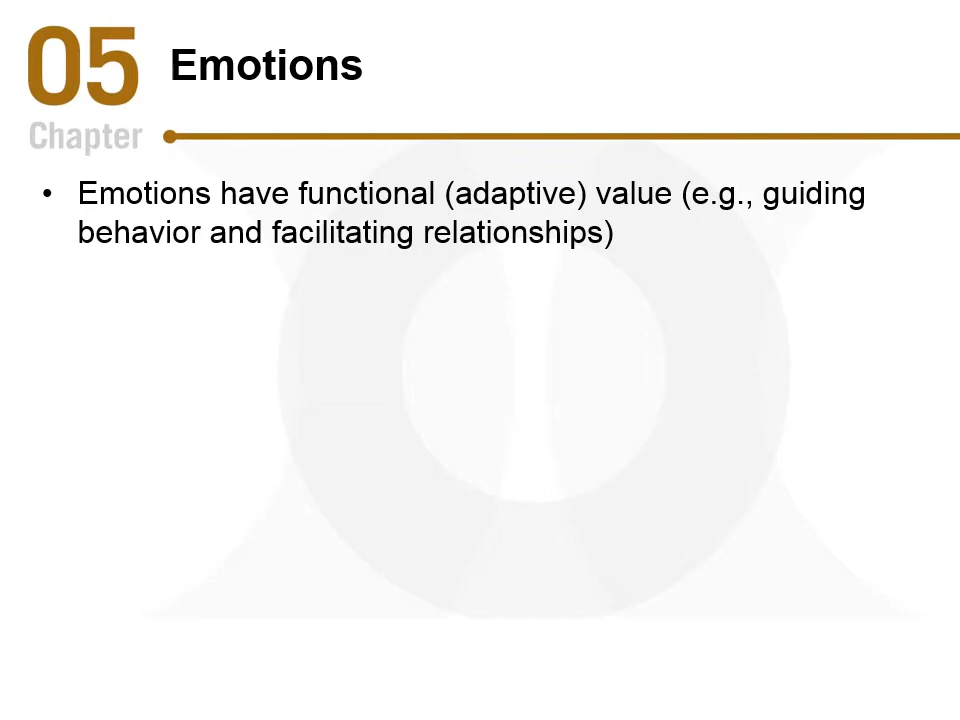 05
Chapter
Emotions
• Emotions have functional (adaptive) value (e.g., guiding
behavior and facilitating relationships)